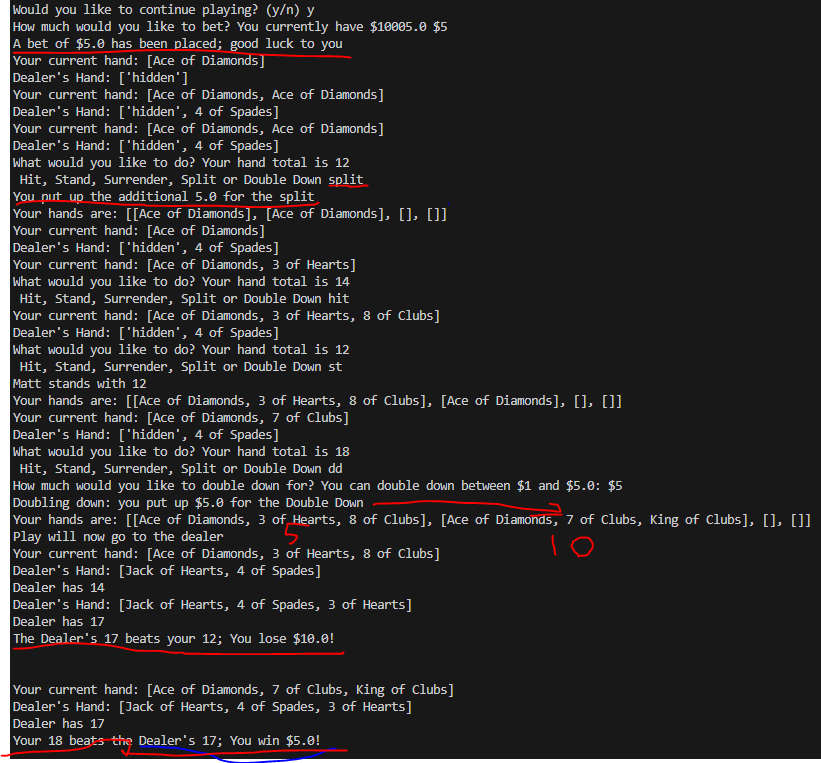 Would you like to continue playing? (y/n) y
How much would you like to bet? You currently have $10005.0 $5
A bet of $5.0 has been placed; good luck to you
Your current hand: [Ace of Diamonds]
Dealer's Hand: ['hidden']
Your current hand: [Ace of Diamonds, Ace of Diamonds]
Dealer's Hand: ['hidden', 4 of Spades]
Your current hand: [Ace of Diamonds, Ace of Diamonds]
Dealer's Hand: ['hidden', 4 of Spades]
What would you like to do? Your hand total is 12
Hit, Stand, Surrender, Split or Double Down split
You put up the additional 5.0 for the split
Your hands are: [[Ace of Diamonds], [Ace of Diamonds], [], []]
Your current hand: [Ace of Diamonds]
Dealer's Hand: ['hidden', 4 of Spades]
Your current hand: [Ace of Diamonds, 3 of Hearts]
What would you like to do? Your hand total is 14
Hit, Stand, Surrender, Split or Double Down hit
Your current hand: [Ace of Diamonds, 3 of Hearts, 8 of Clubs]
Dealer's Hand: ['hidden', 4 of Spades]
What would you like to do? Your hand total is 12
Hit, Stand, Surrender, Split or Double Down st
Matt stands with 12
Your hands are: [[Ace of Diamonds, 3 of Hearts, 8 of Clubs], [Ace of Diamonds], [], []]
Your current hand: [Ace of Diamonds, 7 of Clubs]
Dealer's Hand: ['hidden', 4 of Spades]
What would you like to do? Your hand total is 18
Hit, Stand, Surrender, Split or Double Down dd
How much would you like to double down for? You can double down between $1 and $5.0: $5
Doubling down: you put up $5.0 for the Double Down
Your hands are: [[Ace of Diamonds, 3 of Hearts, 8 of Clubs], [Ace of Diamonds, 7 of Clubs, King of Clubs], [], []]
Play will now go to the dealer
5 10
Your current hand: [Ace of Diamonds, 3 of Hearts, 8 of Clubs]
Dealer's Hand: [Jack of Hearts, 4 of Spades]
Dealer has 14
Dealer's Hand: [Jack of Hearts, 4 of Spades, 3 of Hearts]
Dealer has 17
The Dealer's 17 beats your 12; You lose $10.0!
Your current hand: [Ace of Diamonds, 7 of Clubs, King of Clubs]
Dealer's Hand: [Jack of Hearts, 4 of Spades, 3 of Hearts]
Dealer has 17
Your 18 beats the Dealer's 17; You win $5.0!